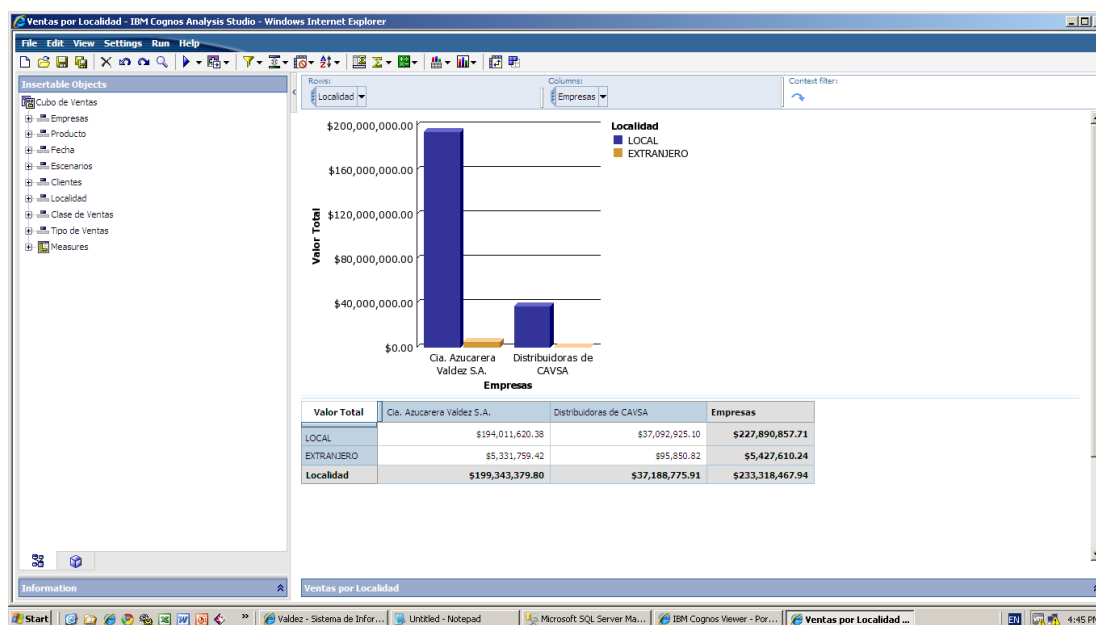 Ventas por Localidad - IBM Cognos Analysis Studio - Windows Internet Explorer
File Edit View Settings Run Help
Insertable Objects
Cubo de Ventas
Empresas
Producto
Fecha
Escenarios
Clientes
Localidad
Clase de Ventas
Tipo de Ventas
Measures
Information
Rows:
Localidad
Columns:
Empresas
Context filter:
$200,000,000.00
$160,000,000.00
$120,000,000.00
$80,000,000.00
$40,000,000.00
$0.00
Valor Total
Cia. Azucarera
Valdez S.A.
Distribuidoras de
CAVSA
Empresas
Localidad
LOCAL
EXTRANJERO
Valor Total Cia. Azucarera Valdez S.A. Distribuidoras de CAVSA Empresas
LOCAL $194,011,620.38 $37,092,925.10 $227,890,857.71
EXTRANJERO $5,331,759.42 $95,850.82 $5,427,610.24
Localidad $199,343,379.80 $37,188,775.91 $233,318,467.94
Ventas por Localidad
Start Valdez - Sistema de Infor... Untitled - Notepad Microsoft SQL Server Ma... IBM Cognos Viewer - Por... Ventas por Localidad ... EN 4:45 PM